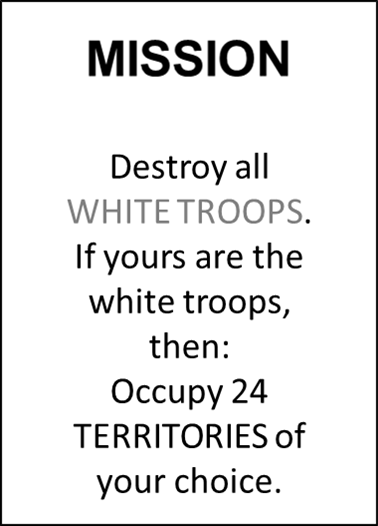 MISSION
Destroy all
WHITE TROOPS.
If yours are the
white troops,
then:
Occupy 24
TERRITORIES of
your choice.